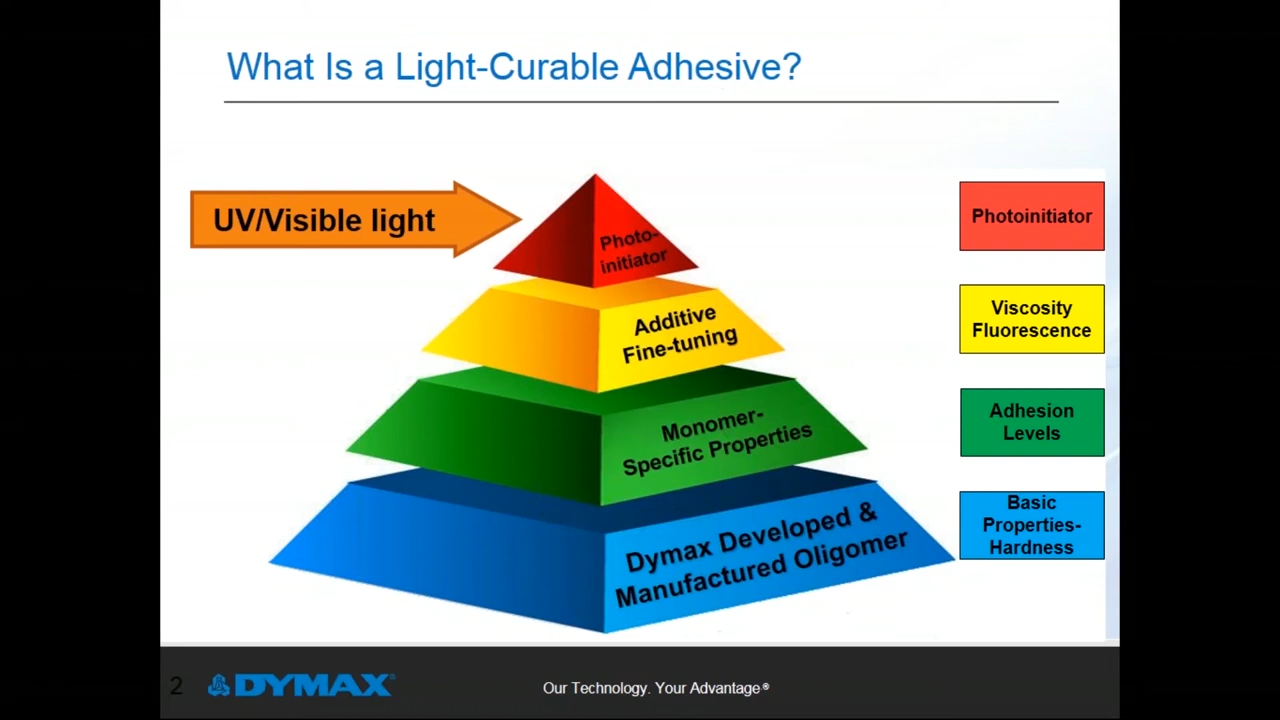 What Is a Light-Curable Adhesive?
UV/Visible light
Photo-
initiator
Additive
Fine-tuning
Monomer-
Specific Properties
Dymax Developed &
Manufactured Oligomer
Photoinitiator
Viscosity
Fluorescence
Adhesion
Levels
Basic
Properties-
Hardness
2
DYMAX®
Our Technology. Your Advantage®